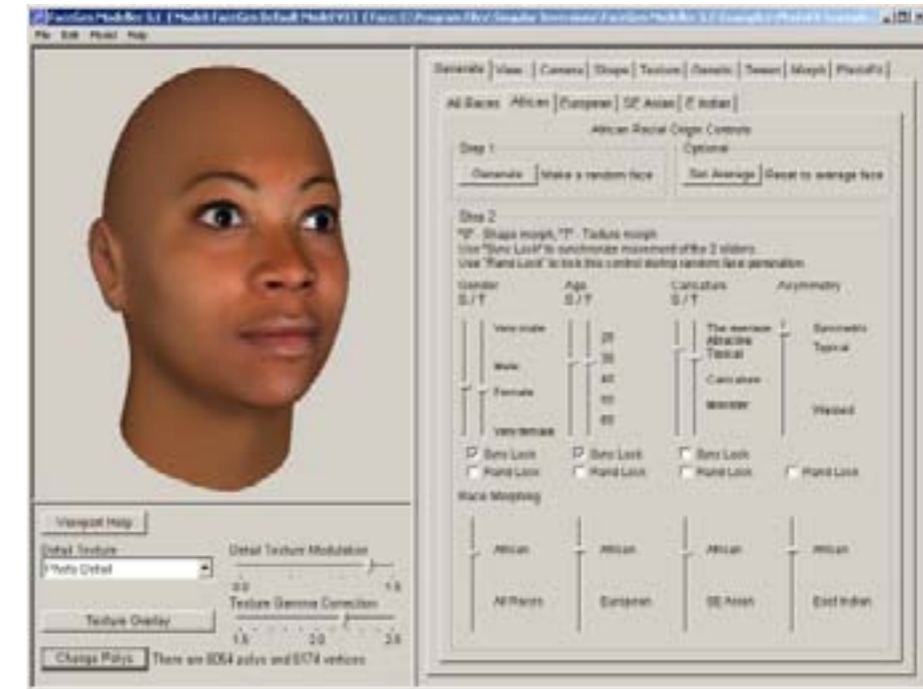 FaceGen Modeller 3.1
File Edit Model Help
Generate View Camera Shape Texture Genetic Tween Morph PhotoFit
All Races African European SE Asian E Indian
African Racial Origin Controls
Step 1
Optional
Generate Make a random face
Set Average Reset to average face
Step 2
"S" - Shape morph, "T" - Texture morph
Use "Sync Lock" to synchronize movement of the 2 sliders
Use "Rand Lock" to lock this control during random face generation
Gender Age Caricature Asymmetry
S / T S / T S / T
Very male
Male
Female
Very female
20
30
40
50
60
Attractive
Typical
Caricature
Monster
Symmetric
Typical
Warped
Sync Lock Sync Lock Sync Lock
Rand Lock Rand Lock Rand Lock Rand Lock
Race Morphing
African African African African
All Races European SE Asian East Indian
Viewport Help
Detail Texture
Photo Detail
Detail Texture Modulation
0.0
Texture Gamma Correction
Texture Overlay
1.5 2.0 2.5
Change Polys There are 6054 polys and 6174 vertices